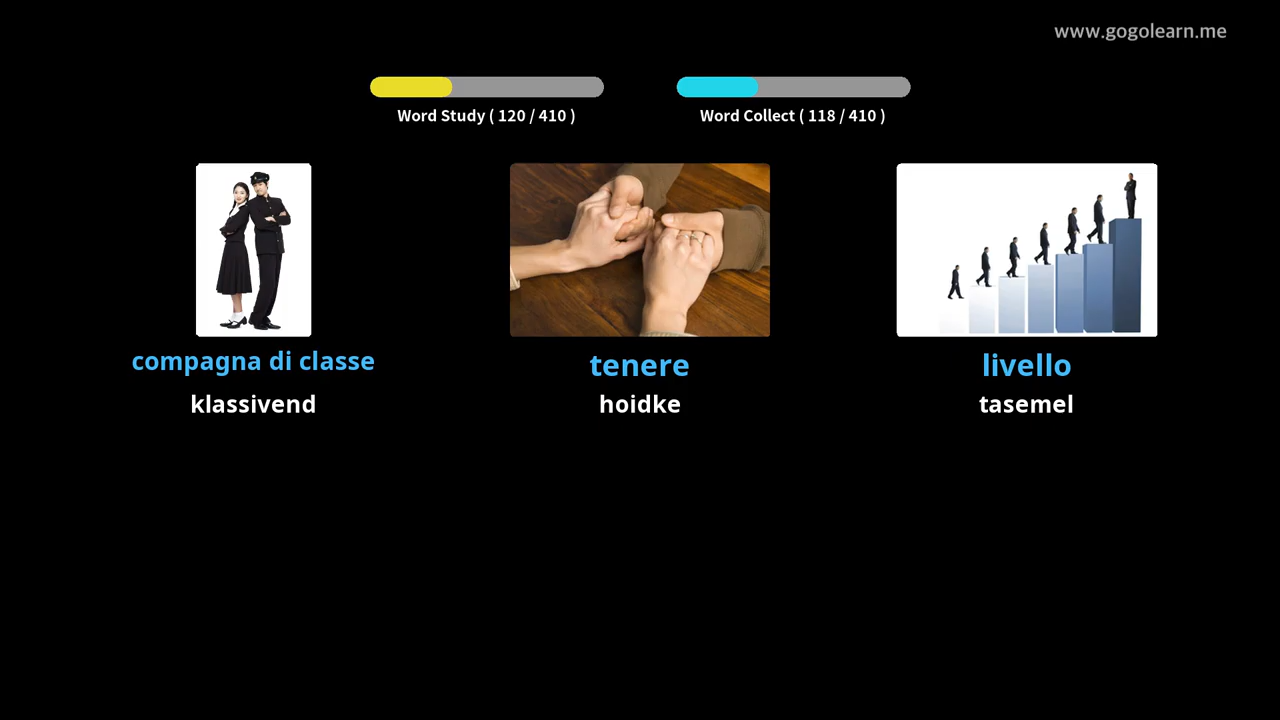 www.gogolearn.me
Word Study ( 120 / 410 )
Word Collect ( 118 / 410 )
compagna di classe
klassivend
tenere
hoidke
livello
tasemel